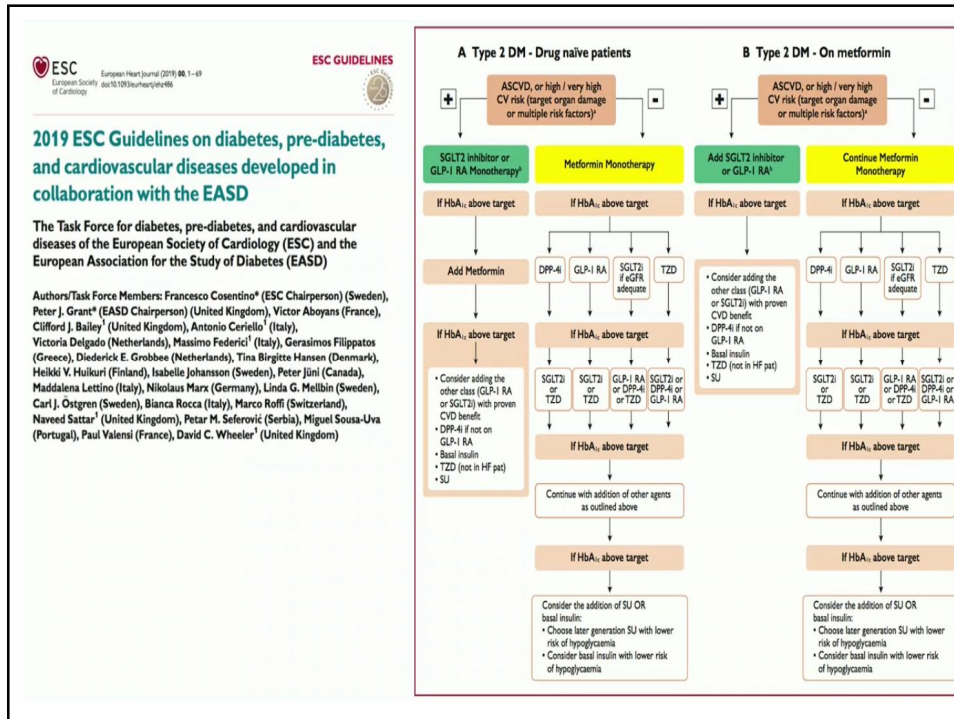 ESC
European Society
of Cardiology
European Heart Journal (2019) 00, 1–69
doi:10.1093/eurheartj/ehz486
ESC GUIDELINES
2019 ESC Guidelines on diabetes, pre-diabetes,
and cardiovascular diseases developed in
collaboration with the EASD
The Task Force for diabetes, pre-diabetes, and cardiovascular
diseases of the European Society of Cardiology (ESC) and the
European Association for the Study of Diabetes (EASD)
Authors/Task Force Members: Francesco Cosentino* (ESC Chairperson) (Sweden),
Peter J. Grant* (EASD Chairperson) (United Kingdom), Victor Aboyans (France),
Clifford J. Bailey¹ (United Kingdom), Antonio Ceriello¹ (Italy),
Victoria Delgado (Netherlands), Massimo Federici¹ (Italy), Gerasimos Filippatos
(Greece), Diederick E. Grobbee (Netherlands), Tina Birgitte Hansen (Denmark),
Heikki V. Huikuri (Finland), Isabelle Johansson (Sweden), Peter Jüni (Canada),
Maddalena Lettino (Italy), Nikolaus Marx (Germany), Linda G. Mellbin (Sweden),
Carl J. Östgren (Sweden), Bianca Rocca (Italy), Marco Roffi (Switzerland),
Naveed Sattar¹ (United Kingdom), Petar M. Seferović (Serbia), Miguel Sousa-Uva
(Portugal), Paul Valensi (France), David C. Wheeler¹ (United Kingdom)
A Type 2 DM - Drug naïve patients
+
ASCVD, or high / very high
CV risk (target organ damage
or multiple risk factors)ᵃ
-
SGLT2 inhibitor or
GLP-1 RA Monotherapyᵇ
Metformin Monotherapy
If HbA1c above target
If HbA1c above target
Add Metformin
DPP-4i
GLP-1 RA
SGLT2i
if eGFR
adequate
TZD
If HbA1c above target
If HbA1c above target
• Consider adding the
other class (GLP-1 RA
or SGLT2i) with proven
CVD benefit
• DPP-4i if not on
GLP-1 RA
• Basal insulin
• TZD (not in HF pat)
• SU
SGLT2i
or
TZD
SGLT2i
or
TZD
GLP-1 RA
or DPP-4i
or TZD
SGLT2i or
DPP-4i or
GLP-1 RA
If HbA1c above target
Continue with addition of other agents
as outlined above
If HbA1c above target
Consider the addition of SU OR
basal insulin:
• Choose later generation SU with lower
risk of hypoglycaemia
• Consider basal insulin with lower risk
of hypoglycaemia
B Type 2 DM - On metformin
+
ASCVD, or high / very high
CV risk (target organ damage
or multiple risk factors)ᵃ
-
Add SGLT2 inhibitor
or GLP-1 RAᵇ
Continue Metformin
Monotherapy
If HbA1c above target
If HbA1c above target
• Consider adding the
other class (GLP-1 RA
or SGLT2i) with proven
CVD benefit
• DPP-4i if not on
GLP-1 RA
• Basal insulin
• TZD (not in HF pat)
• SU
DPP-4i
GLP-1 RA
SGLT2i
if eGFR
adequate
TZD
If HbA1c above target
SGLT2i
or
TZD
SGLT2i
or
TZD
GLP-1 RA
or DPP-4i
or TZD
SGLT2i or
DPP-4i or
GLP-1 RA
If HbA1c above target
Continue with addition of other agents
as outlined above
If HbA1c above target
Consider the addition of SU OR
basal insulin:
• Choose later generation SU with lower
risk of hypoglycaemia
• Consider basal insulin with lower risk
of hypoglycaemia